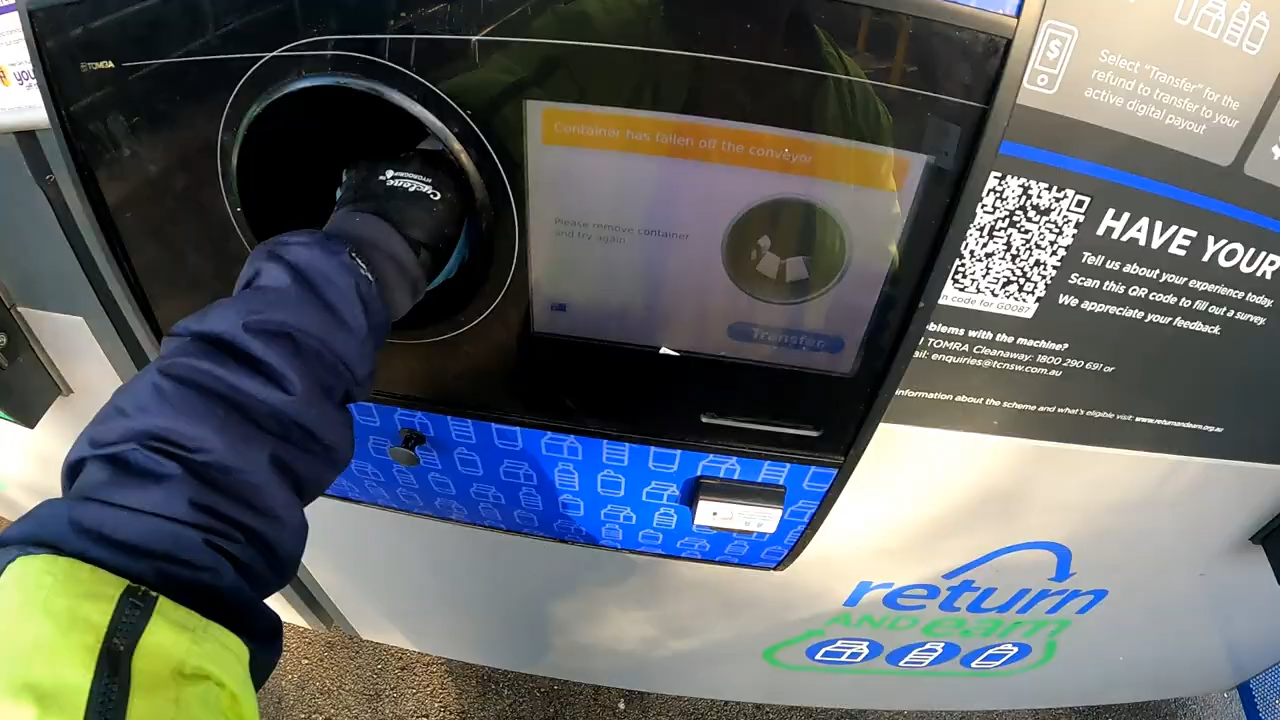 TOMRA
you
Cyclone
HYDROGRIP
Container has fallen off the conveyor
Please remove container
and try again
Transfer
Select "Transfer" for the
refund to transfer to your
active digital payout
$
HAVE YOUR
Tell us about your experience today.
Scan this QR code to fill out a survey.
We appreciate your feedback.
n code for G0087
blems with the machine?
TOMRA Cleanaway: 1800 290 691 or
ail: enquiries@tcnsw.com.au
information about the scheme and what's eligible visit: www.returnandearn.org.au
return
AND earn